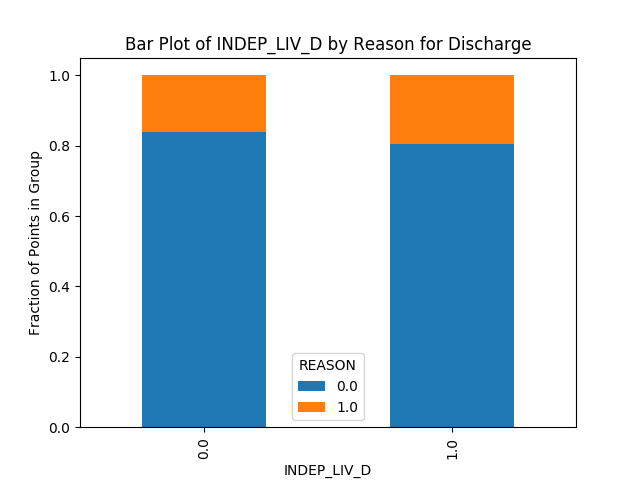 Bar Plot of INDEP_LIV_D by Reason for Discharge
1.0
0.8
0.6
0.4
0.2
0.0
Fraction of Points in Group
REASON
0.0
1.0
0.0
1.0
INDEP_LIV_D